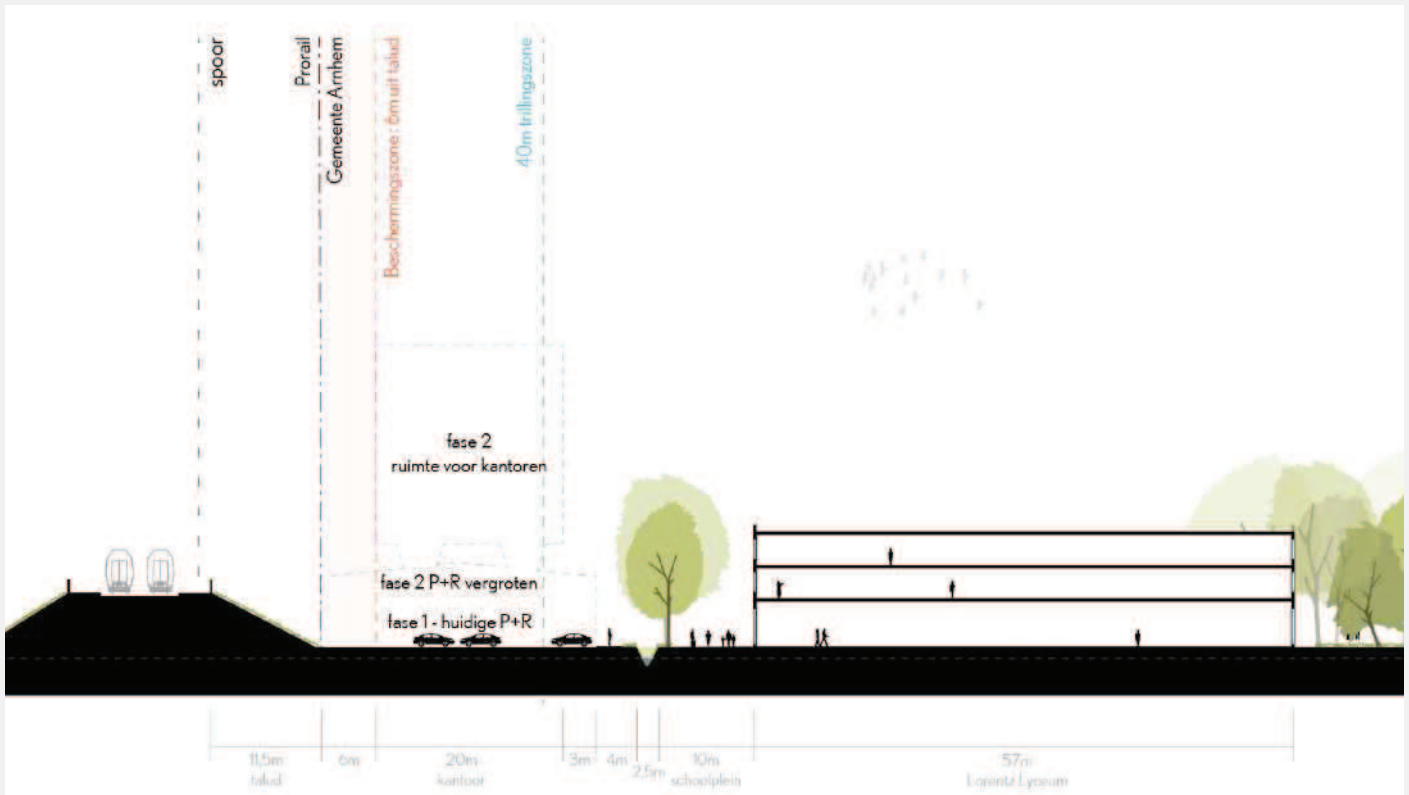 spoor
Prorail
Gemeente Arnhem
Beschermingszone : 6m uit talud
40m trillingszone
fase 2
ruimte voor kantoren
fase 2 P+R vergroten
fase 1 - huidige P+R
11,5m
talud
6m
20m
kantoor
3m
4m
2,5m
10m
schoolplein
57m
Lorentz Lyceum